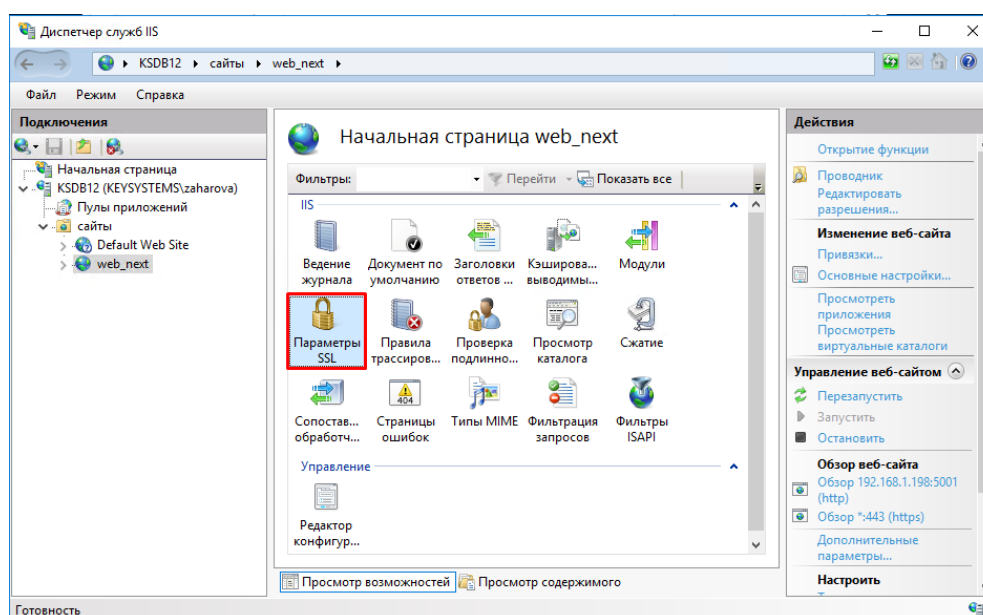 Диспетчер служб IIS
KSDB12 сайты web_next
Файл Режим Справка
Подключения
Начальная страница
KSDB12 (KEYSYSTEMS\zaharova)
Пулы приложений
сайты
Default Web Site
web_next
Начальная страница web_next
Фильтры: Перейти Показать все
IIS
Ведение журнала
Документ по умолчанию
Заголовки ответов ...
Кэширова... выводимы...
Модули
Параметры SSL
Правила трассиров...
Проверка подлинно...
Просмотр каталога
Сжатие
404
Сопостав... обработч...
Страницы ошибок
Типы MIME
Фильтрация запросов
Фильтры ISAPI
Управление
Редактор конфигур...
Просмотр возможностей Просмотр содержимого
Действия
Открытие функции
Проводник
Редактировать
разрешения...
Изменение веб-сайта
Привязки...
Основные настройки...
Просмотреть
приложения
Просмотреть
виртуальные каталоги
Управление веб-сайтом
Перезапустить
Запустить
Остановить
Обзор веб-сайта
Обзор 192.168.1.198:5001
(http)
Обзор *:443 (https)
Дополнительные
параметры...
Настроить
Готовность